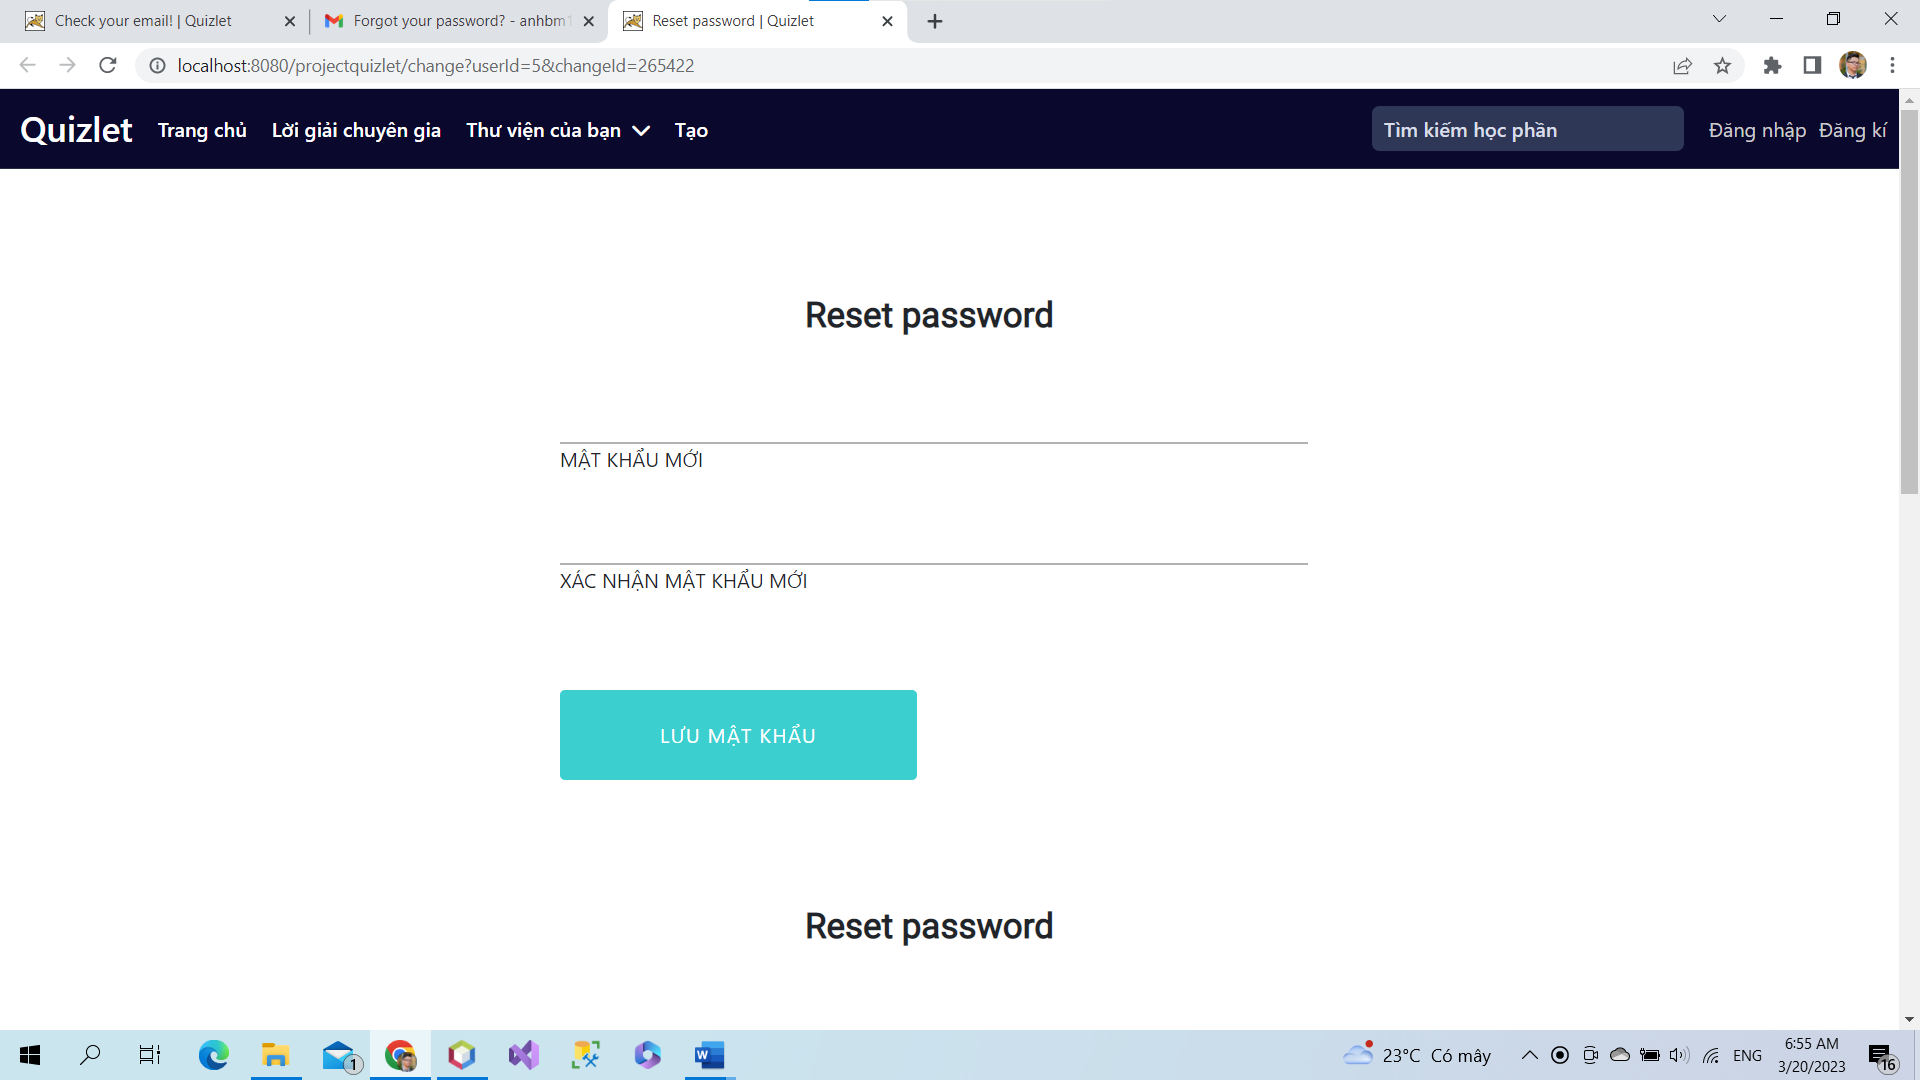 Check your email! | Quizlet
Forgot your password? - anhbm1
Reset password | Quizlet
localhost:8080/projectquizlet/change?userId=5&changeId=265422
Quizlet Trang chủ Lời giải chuyên gia Thư viện của bạn Tạo
Tìm kiếm học phần
Đăng nhập Đăng kí
Reset password
MẬT KHẨU MỚI
XÁC NHẬN MẬT KHẨU MỚI
LƯU MẬT KHẨU
Reset password
1
W
23°C Có mây
ENG
6:55 AM
3/20/2023
16